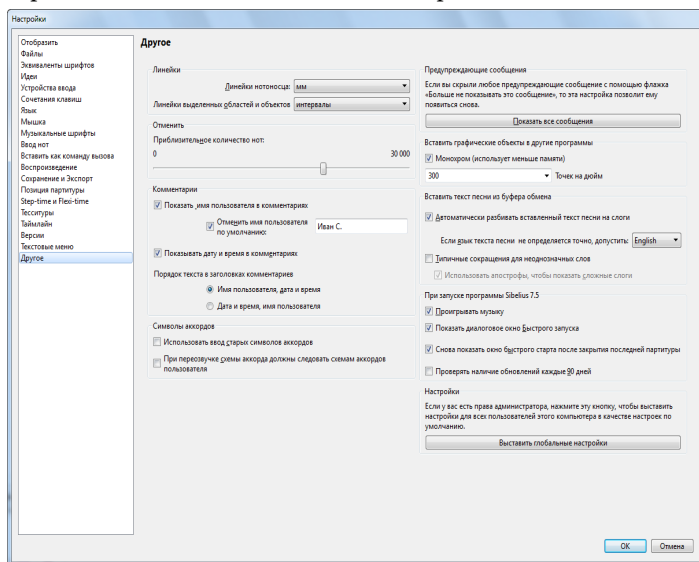 Настройки
Отобразить
Файлы
Эквиваленты шрифтов
Идеи
Устройства ввода
Сочетания клавиш
Язык
Мышка
Музыкальные шрифты
Ввод нот
Вставить как команду вызова
Воспроизведение
Сохранение и Экспорт
Позиция партитуры
Step-time и Flexi-time
Тесситуры
Таймлайн
Версии
Текстовые меню
Другое
Другое
Линейки
Линейки нотоносца: мм
Линейки выделенных областей и объектов интервалы
Отменить
Приблизительное количество нот:
0 30 000
Комментарии
Показать имя пользователя в комментариях
Отменить имя пользователя
по умолчанию:
Иван С.
Показывать дату и время в комментариях
Порядок текста в заголовках комментариев
Имя пользователя, дата и время
Дата и время, имя пользователя
Символы аккордов
Использовать ввод старых символов аккордов
При перезвучке схемы аккорда должны следовать схемам аккордов
пользователя
Предупреждающие сообщения
Если вы скрыли любое предупреждающие сообщение с помощью флажка
«Больше не показывать это сообщение», то эта настройка позволит ему
появиться снова.
Показать все сообщения
Вставить графические объекты в другие программы
Монохром (использует меньше памяти)
300 Точек на дюйм
Вставить текст песни из буфера обмена
Автоматически разбивать вставленный текст песни на слоги
Если язык текста песни не определяется точно, допустить: English
Типичные сокращения для неоднозначных слов
Использовать апострофы, чтобы показать сложные слоги
При запуске программы Sibelius 7.5
Проигрывать музыку
Показать диалоговое окно быстрого запуска
Снова показать окно быстрого старта после закрытия последней партитуры
Проверять наличие обновлений каждые 90 дней
Настройки
Если у вас есть права администратора, нажмите эту кнопку, чтобы выставить
настройки для всех пользователей этого компьютера в качестве настроек по
умолчанию.
Выставить глобальные настройки
OK Отмена